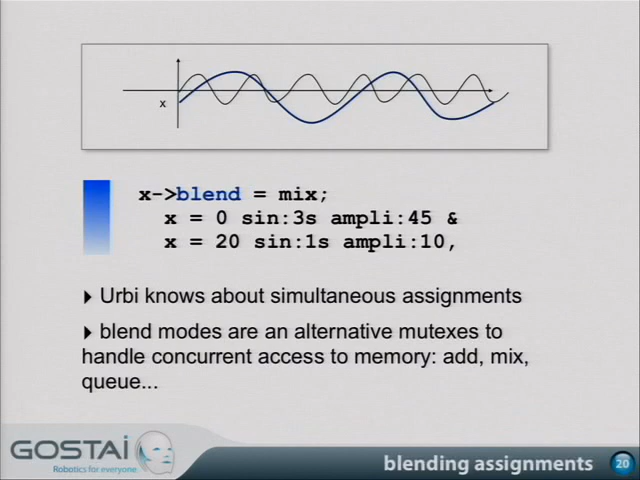 x
x->blend = mix;
x = 0 sin:3s ampli:45 &
x = 20 sin:1s ampli:10,
Urbi knows about simultaneous assignments
blend modes are an alternative mutexes to
handle concurrent access to memory: add, mix,
queue...
GOSTAI
Robotics for everyone
blending assignments
20